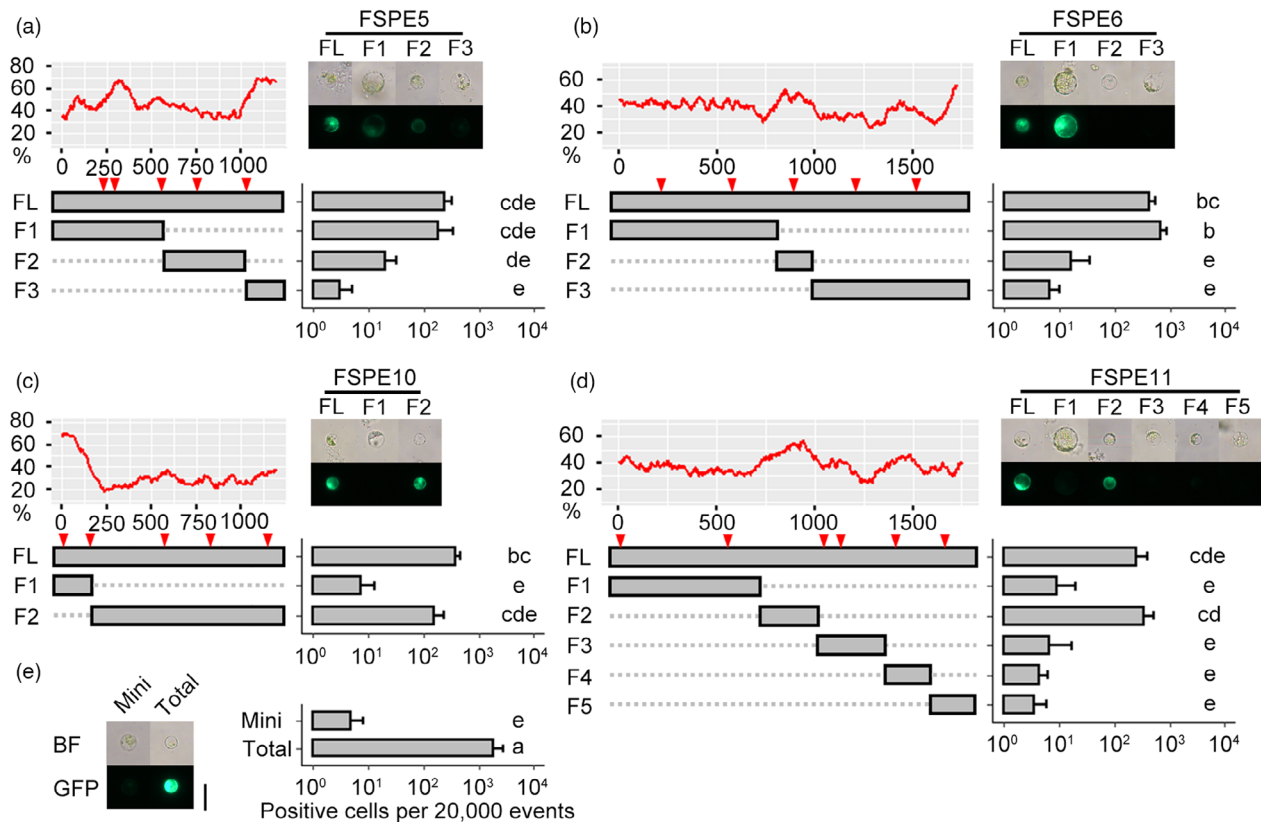 (a)
FSPE5
FL F1 F2 F3
80
60
40
20
%
0 250 500 750 1000
FL cde
F1 cde
F2 de
F3 e
10⁰ 10¹ 10² 10³ 10⁴
(b)
FSPE6
FL F1 F2 F3
60
40
20
%
0 500 1000 1500
FL bc
F1 b
F2 e
F3 e
10⁰ 10¹ 10² 10³ 10⁴
(c)
FSPE10
FL F1 F2
80
60
40
20
%
0 250 500 750 1000
FL bc
F1 e
F2 cde
10⁰ 10¹ 10² 10³ 10⁴
(d)
FSPE11
FL F1 F2 F3 F4 F5
60
40
20
%
0 500 1000 1500
FL cde
F1 e
F2 cd
F3 e
F4 e
F5 e
10⁰ 10¹ 10² 10³ 10⁴
(e)
Mini Total
BF
GFP
Mini e
Total a
10⁰ 10¹ 10² 10³ 10⁴
Positive cells per 20,000 events